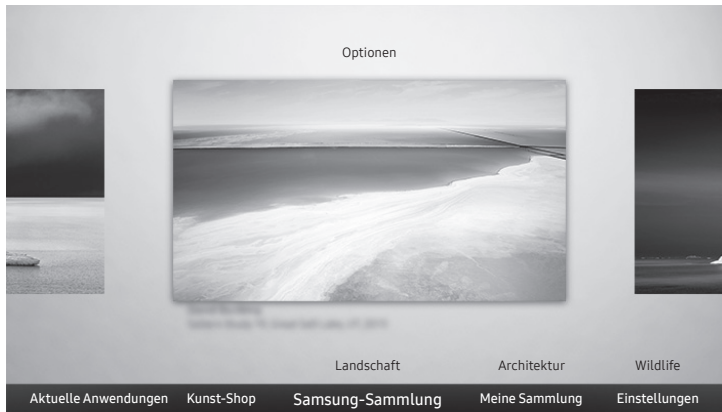 Optionen
Landschaft Architektur Wildlife
Aktuelle Anwendungen Kunst-Shop Samsung-Sammlung Meine Sammlung Einstellungen